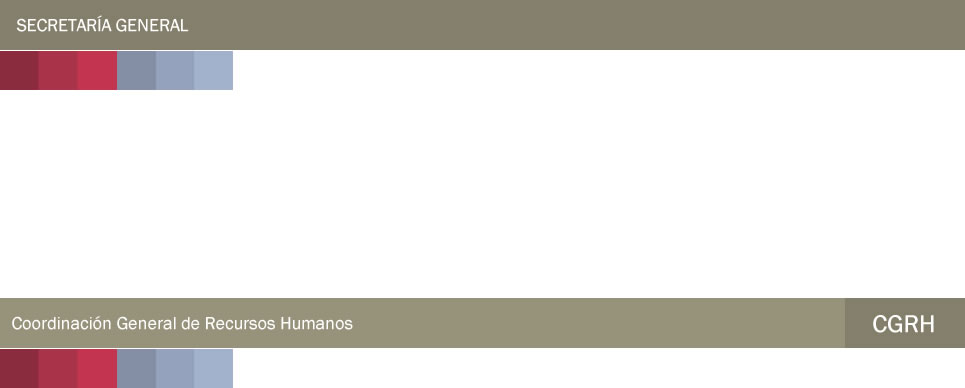 SECRETARÍA GENERAL
Coordinación General de Recursos Humanos
CGRH